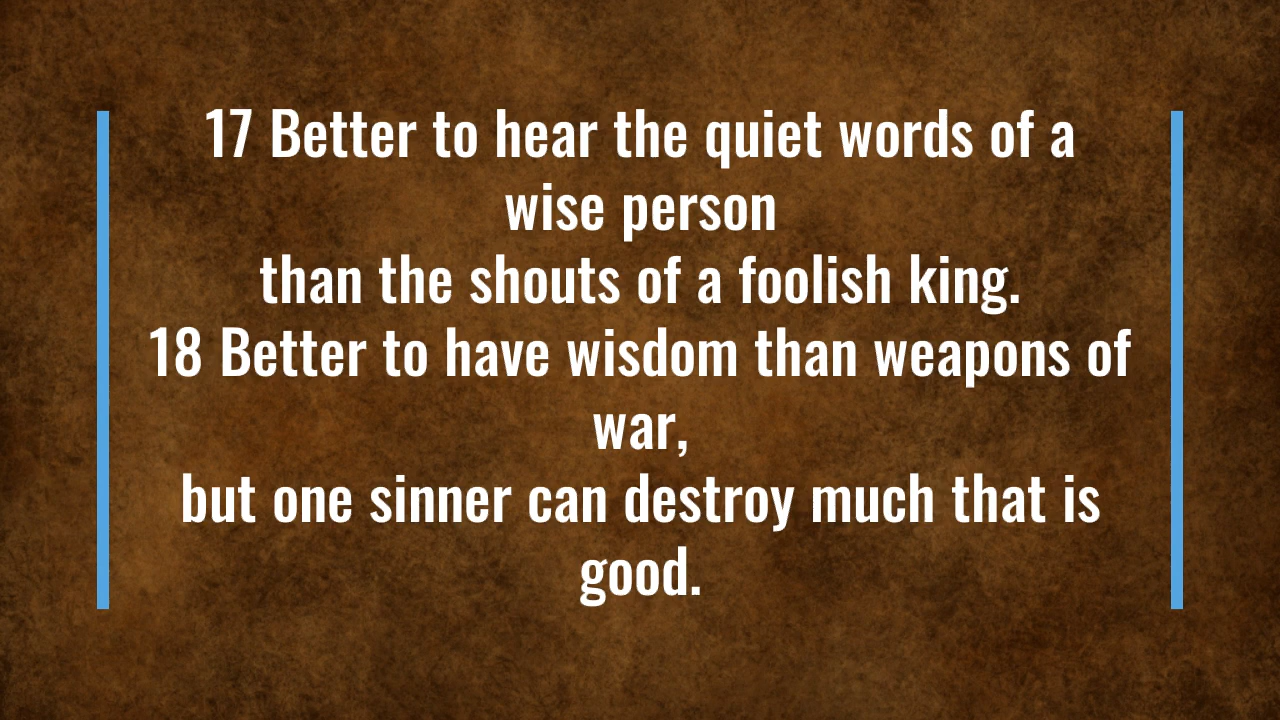 17 Better to hear the quiet words of a
wise person
than the shouts of a foolish king.
18 Better to have wisdom than weapons of
war,
but one sinner can destroy much that is
good.